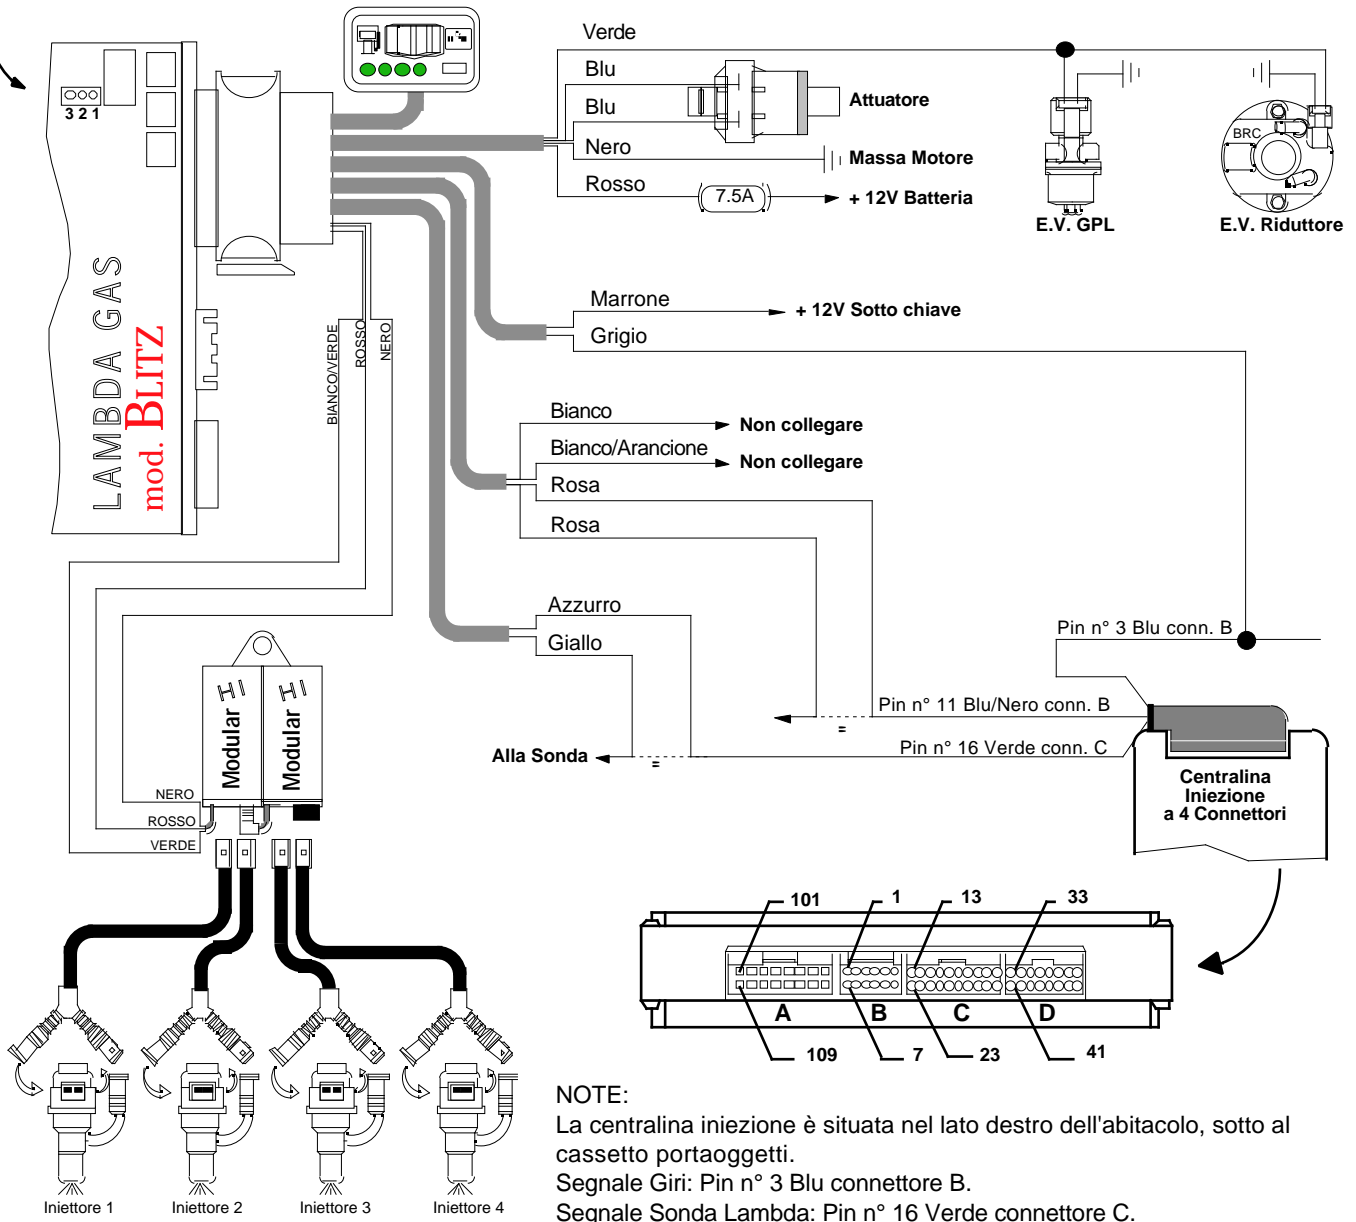 Verde
Blu
Blu
Attuatore
3 2 1
Nero
Massa Motore
BRC
Rosso
7.5A
+ 12V Batteria
E.V. GPL
E.V. Riduttore
LAMBDA GAS
mod. BLITZ
Marrone
+ 12V Sotto chiave
Grigio
BIANCO/VERDE
ROSSO
NERO
Bianco
Non collegare
Bianco/Arancione
Non collegare
Rosa
Rosa
Azzurro
Giallo
Pin n° 3 Blu conn. B
Pin n° 11 Blu/Nero conn. B
Pin n° 16 Verde conn. C
Alla Sonda
Modular HI
Modular HI
Centralina
Iniezione
a 4 Connettori
NERO
ROSSO
VERDE
101
1
13
33
A
B
C
D
109
7
23
41
NOTE:
La centralina iniezione è situata nel lato destro dell'abitacolo, sotto al
cassetto portaoggetti.
Segnale Giri: Pin n° 3 Blu connettore B.
Segnale Sonda Lambda: Pin n° 16 Verde connettore C.
Iniettore 1
Iniettore 2
Iniettore 3
Iniettore 4